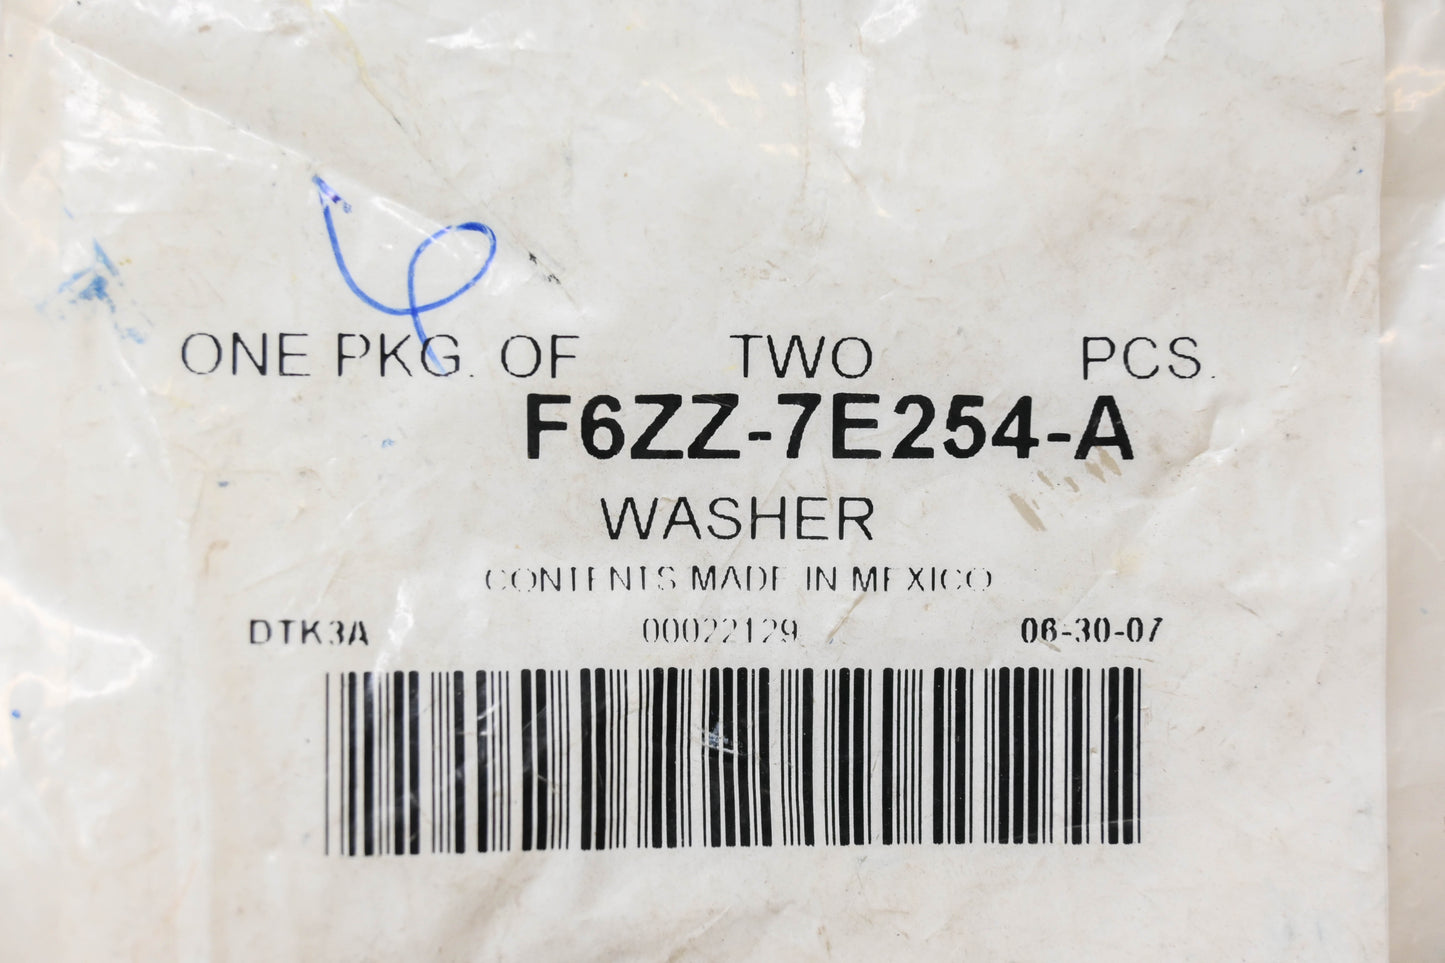 ONE PKG. OF TWO PCS.
F6ZZ-7E254-A
WASHER
CONTENTS MADE IN MEXICO
DTK3A 00022129 06-30-07